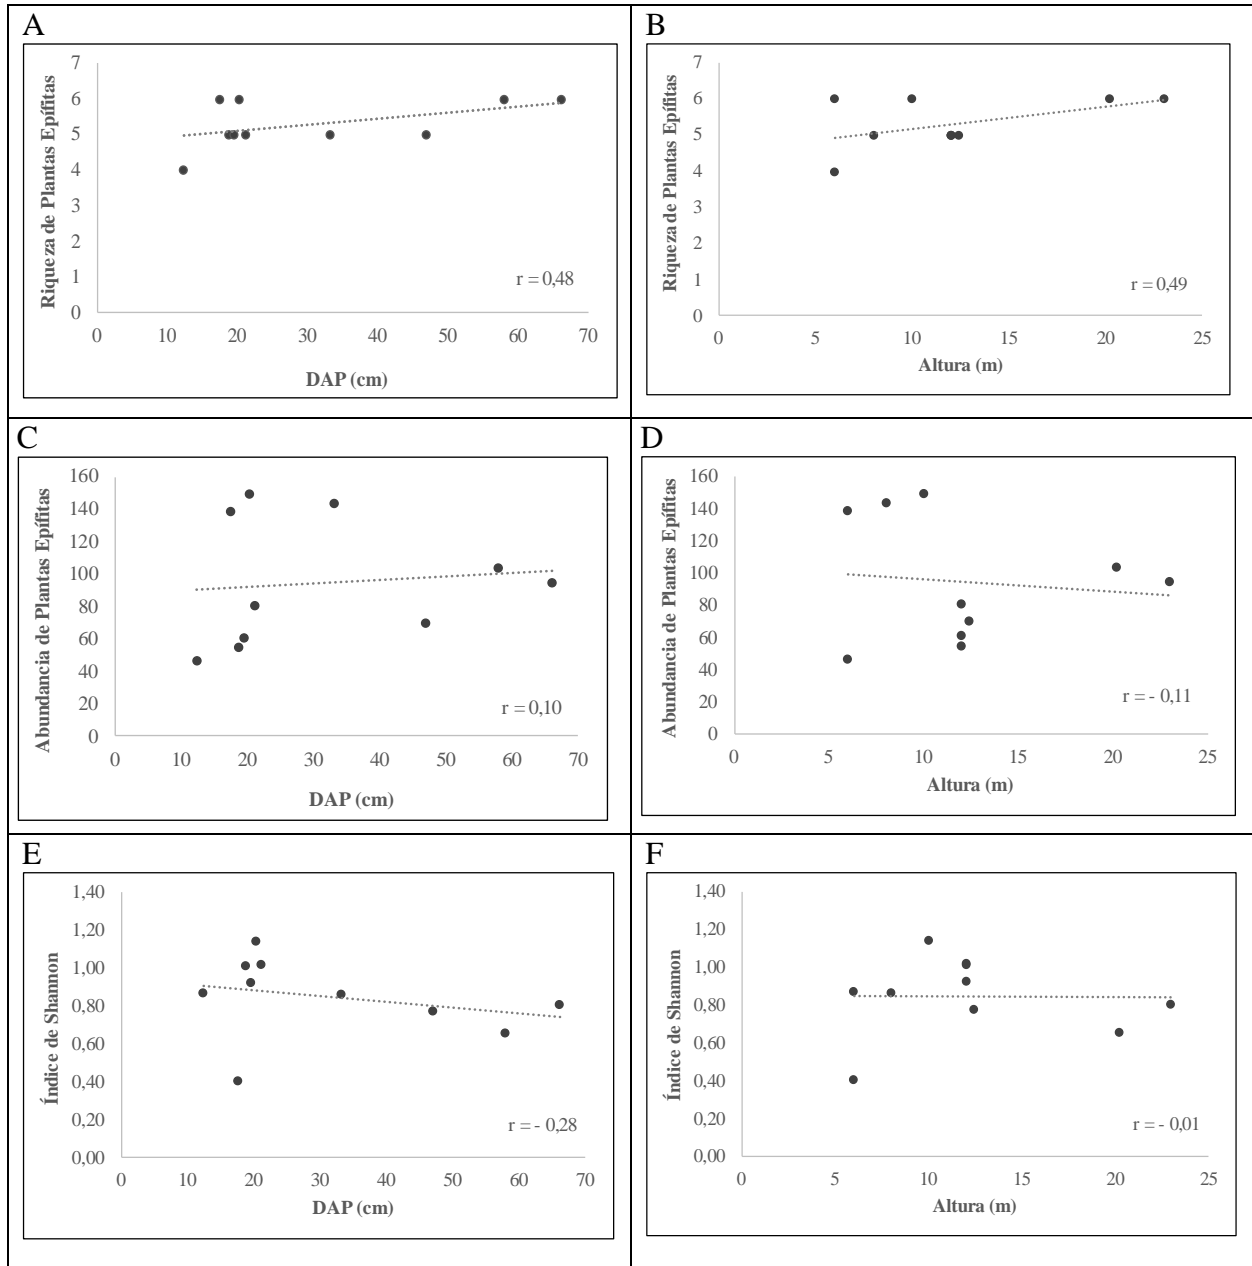 A
Riqueza de Plantas Epífitas
7
6
5
4
3
2
1
0
0 10 20 30 40 50 60 70
DAP (cm)
r = 0,48
B
Riqueza de Plantas Epífitas
7
6
5
4
3
2
1
0
0 5 10 15 20 25
Altura (m)
r = 0,49
C
Abundancia de Plantas Epífitas
160
140
120
100
80
60
40
20
0
0 10 20 30 40 50 60 70
DAP (cm)
r = 0,10
D
Abundancia de Plantas Epífitas
160
140
120
100
80
60
40
20
0
0 5 10 15 20 25
Altura (m)
r = - 0,11
E
Índice de Shannon
1,40
1,20
1,00
0,80
0,60
0,40
0,20
0,00
0 10 20 30 40 50 60 70
DAP (cm)
r = - 0,28
F
Índice de Shannon
1,40
1,20
1,00
0,80
0,60
0,40
0,20
0,00
0 5 10 15 20 25
Altura (m)
r = - 0,01